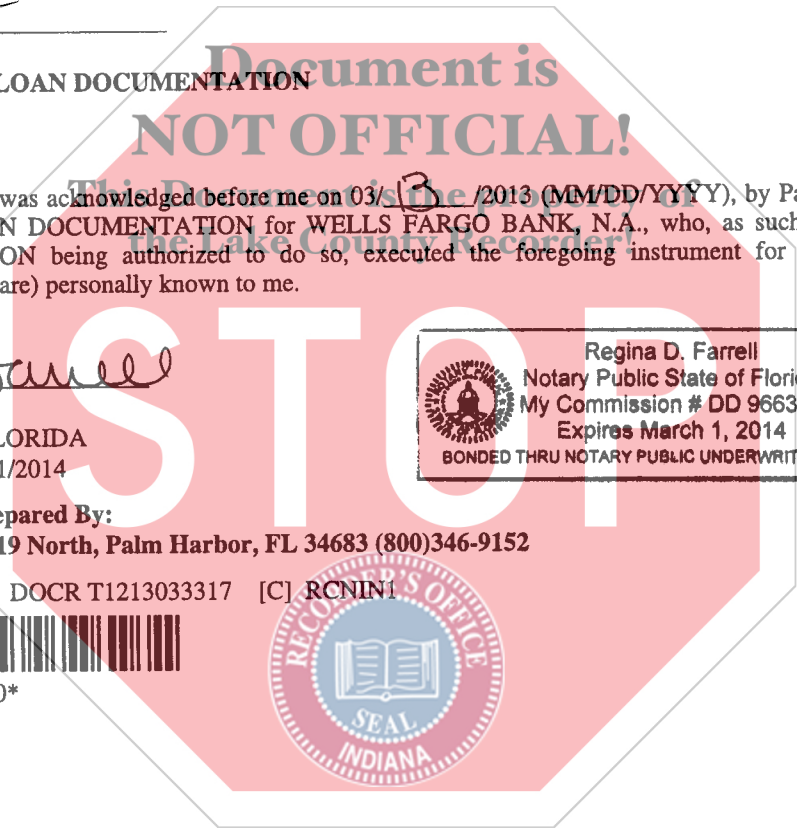 LOAN DOCUMENTATION
Document is
NOT OFFICIAL!
This Document is the property of
the Lake County Recorder!
was acknowledged before me on 03/ 13 /2013 (MM/DD/YYYY), by Pa
N DOCUMENTATION for WELLS FARGO BANK, N.A., who, as such
ON being authorized to do so, executed the foregoing instrument for
are) personally known to me.
STOP
Regina D. Farrell
Notary Public State of Flori
My Commission # DD 9663
Expires March 1, 2014
BONDED THRU NOTARY PUBLIC UNDERWRIT
LORIDA
1/2014
epared By:
19 North, Palm Harbor, FL 34683 (800)346-9152
DOCR T1213033317 [C] RCNIN1
0*
RECORDER'S OFFICE
SEAL
INDIANA